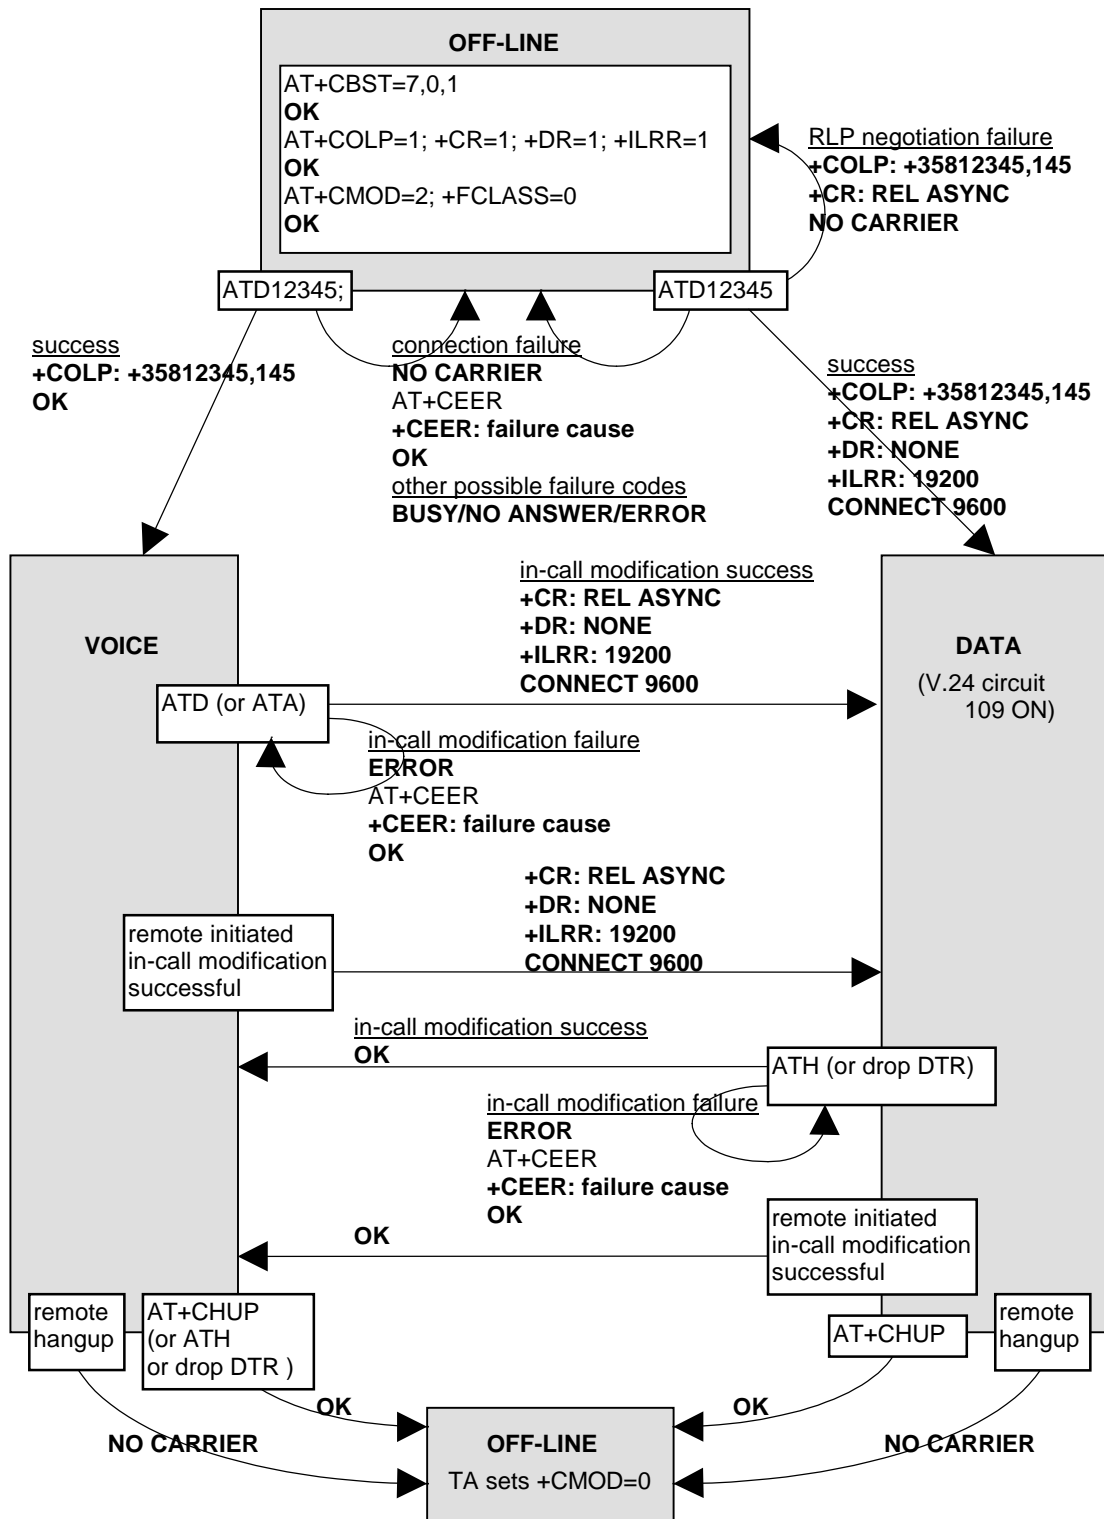 OFF-LINE
AT+CBST=7,0,1
OK
AT+COLP=1; +CR=1; +DR=1; +ILRR=1
OK
AT+CMOD=2; +FCLASS=0
OK
RLP negotiation failure
+COLP: +35812345,145
+CR: REL ASYNC
NO CARRIER
ATD12345;
ATD12345
success
+COLP: +35812345,145
OK
connection failure
NO CARRIER
AT+CEER
+CEER: failure cause
OK
other possible failure codes
BUSY/NO ANSWER/ERROR
success
+COLP: +35812345,145
+CR: REL ASYNC
+DR: NONE
+ILRR: 19200
CONNECT 9600
VOICE
in-call modification success
+CR: REL ASYNC
+DR: NONE
+ILRR: 19200
CONNECT 9600
DATA
(V.24 circuit
109 ON)
ATD (or ATA)
in-call modification failure
ERROR
AT+CEER
+CEER: failure cause
OK
+CR: REL ASYNC
+DR: NONE
+ILRR: 19200
CONNECT 9600
remote initiated
in-call modification
successful
in-call modification success
OK
ATH (or drop DTR)
in-call modification failure
ERROR
AT+CEER
+CEER: failure cause
OK
remote initiated
in-call modification
successful
OK
remote
hangup
AT+CHUP
(or ATH
or drop DTR )
AT+CHUP
remote
hangup
OK
OK
NO CARRIER
NO CARRIER
OFF-LINE
TA sets +CMOD=0